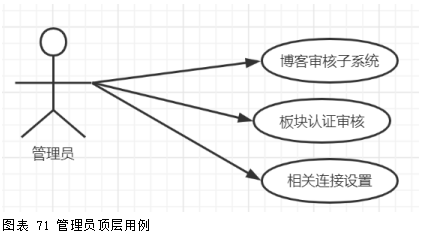 博客审核子系统
板块认证审核
管理员
相关连接设置
图表 71 管理员顶层用例